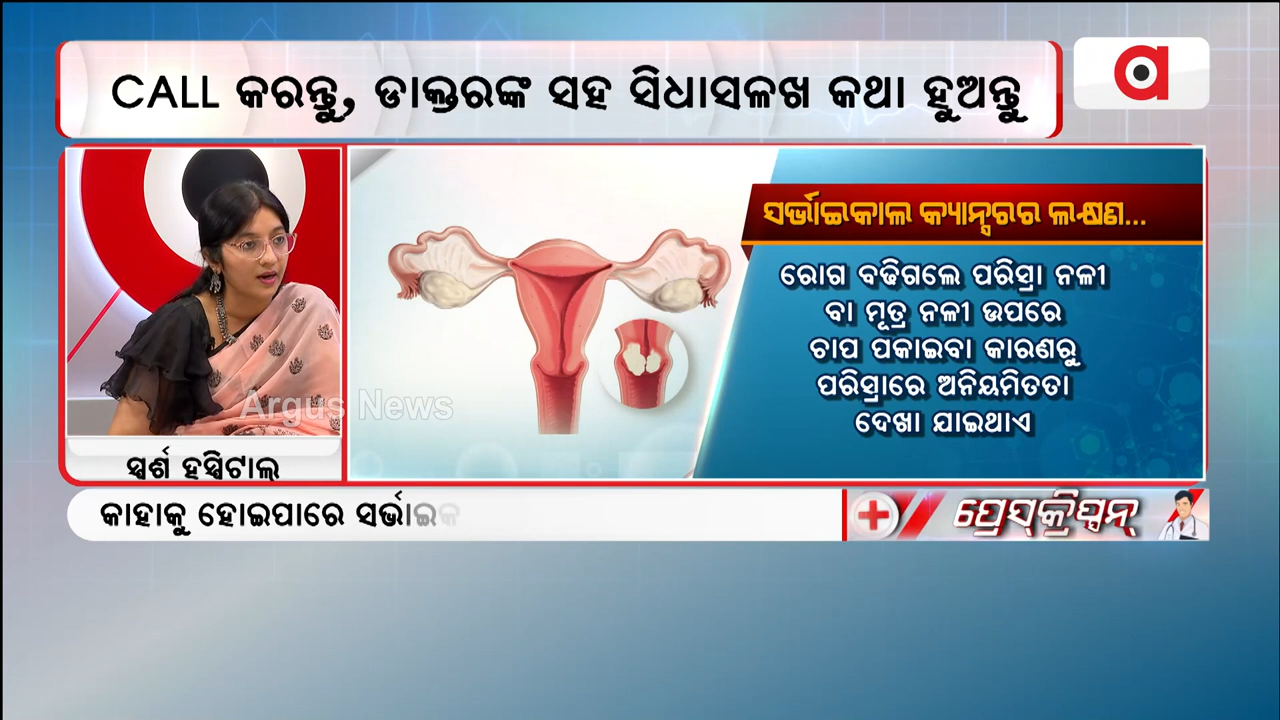 CALL କରନ୍ତୁ, ଡାକ୍ତରଙ୍କ ସହ ସିଧାସଳଖ କଥା ହୁଅନ୍ତୁ
a
ସର୍ଭାଇକାଲ କ୍ୟାନ୍ସରର ଲକ୍ଷଣ...
ରୋଗ ବଢିଗଲେ ପରିସ୍ରା ନଳୀ
ବା ମୂତ୍ର ନଳୀ ଉପରେ
ଚାପ ପକାଇବା କାରଣରୁ
ପରିସ୍ରାରେ ଅନିୟମିତତା
ଦେଖା ଯାଇଥାଏ
Argus News
ସ୍ପର୍ଶ ହସ୍ପିଟାଲ୍
କାହାକୁ ହୋଇପାରେ ସର୍ଭାଇକ
ପ୍ରେସ୍‌କ୍ରିପ୍ସନ୍